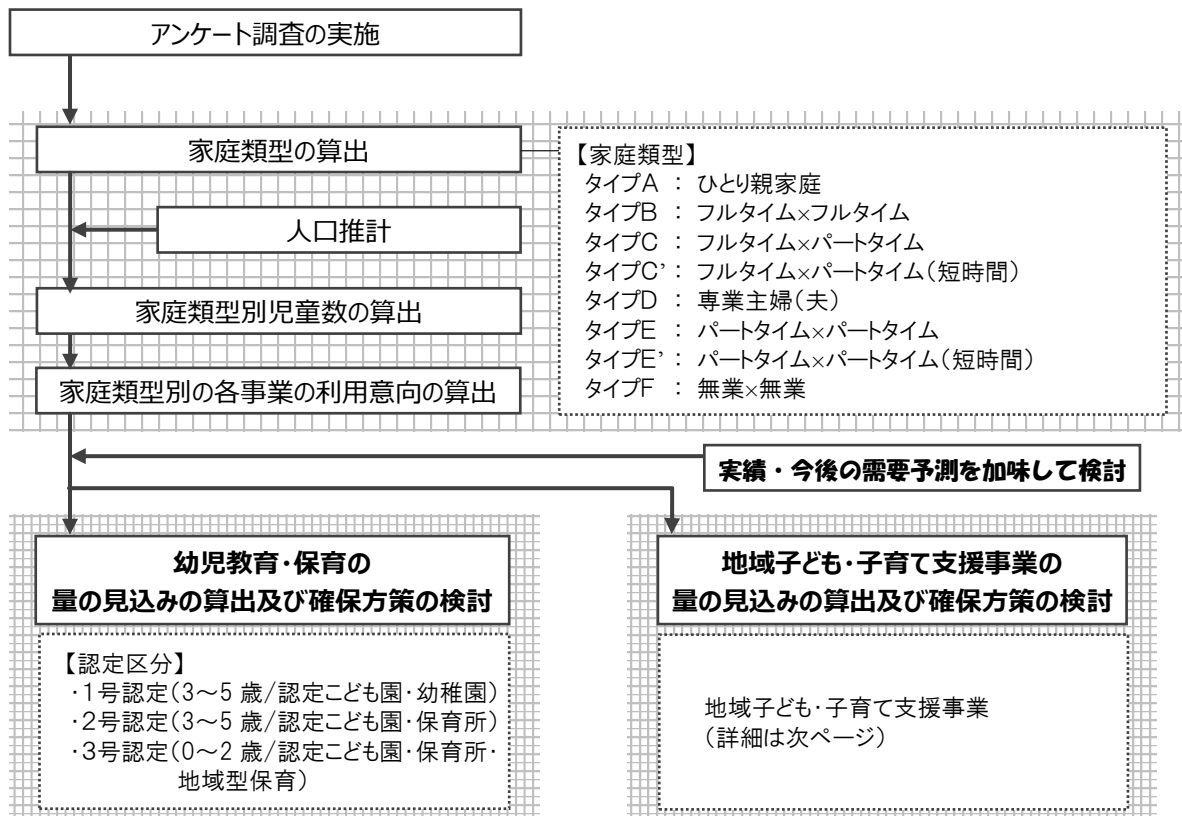 アンケート調査の実施
家庭類型の算出
【家庭類型】
タイプA : ひとり親家庭
タイプB : フルタイム×フルタイム
タイプC : フルタイム×パートタイム
タイプC’: フルタイム×パートタイム(短時間)
タイプD : 専業主婦(夫)
タイプE : パートタイム×パートタイム
タイプE’: パートタイム×パートタイム(短時間)
タイプF : 無業×無業
人口推計
家庭類型別児童数の算出
家庭類型別の各事業の利用意向の算出
実績・今後の需要予測を加味して検討
幼児教育・保育の
量の見込みの算出及び確保方策の検討
【認定区分】
・1号認定(3~5 歳/認定こども園・幼稚園)
・2号認定(3~5 歳/認定こども園・保育所)
・3号認定(0~2 歳/認定こども園・保育所・
地域型保育)
地域子ども・子育て支援事業の
量の見込みの算出及び確保方策の検討
地域子ども・子育て支援事業
(詳細は次ページ)